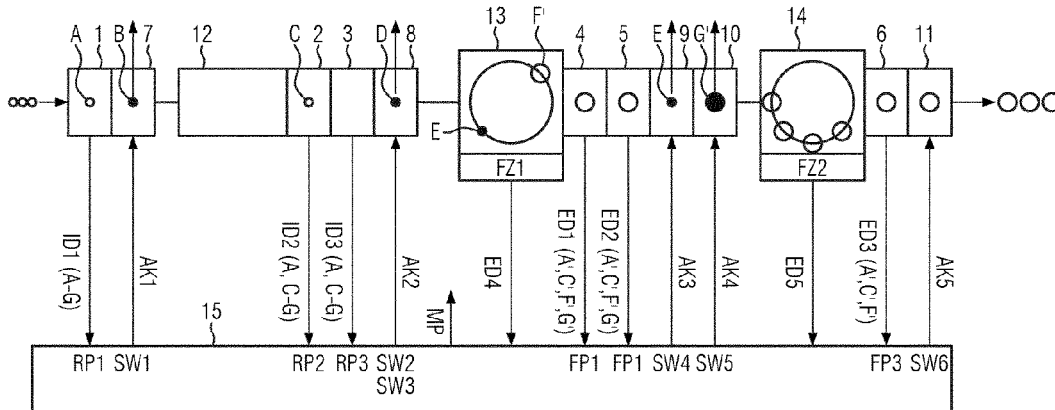 A 1 B 7 12 C 2 3 D 8 13 F' 4 5 E 9 G' 10 14 6 11
E
FZ1 FZ2
ID1 (A-G) AK1 ID2 (A, C-G) ID3 (A, C-G) AK2 MP ED4 ED1 (A',C',F',G') ED2 (A',C',F',G') AK3 AK4 ED5 ED3 (A',C',F') AK5
15
RP1 SW1 RP2 RP3 SW2 FP1 FP1 SW4 SW5 FP3 SW6
SW3